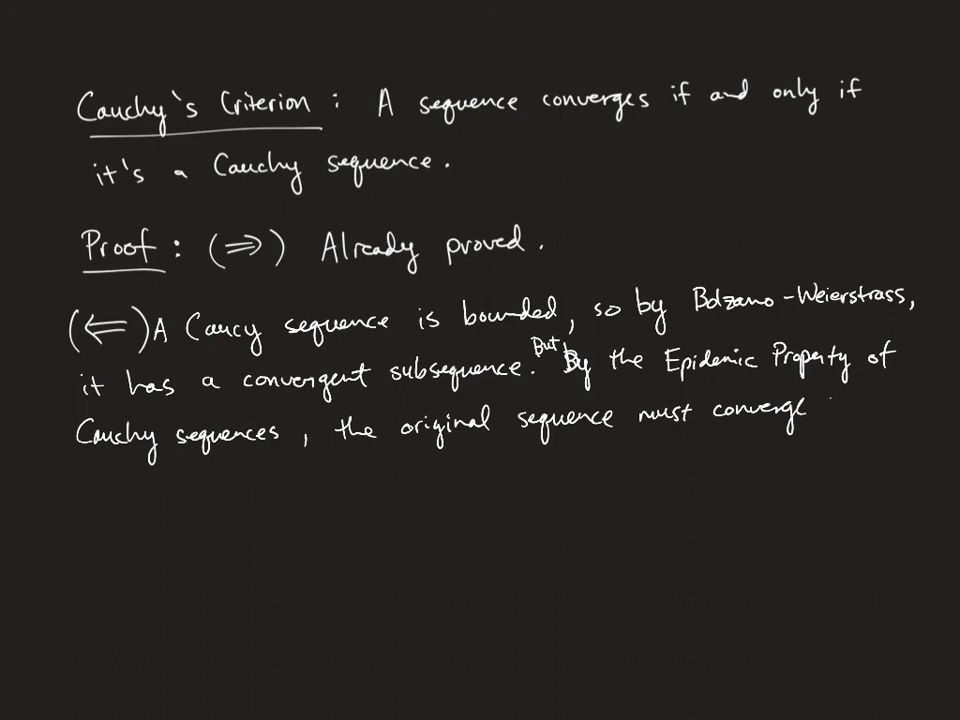 Cauchy's Criterion: A sequence converges if and only if
it's a Cauchy sequence.
Proof: (⇒) Already proved.
(⇐) A Caucy sequence is bounded, so by Bolzano-Weierstrass,
it has a convergent subsequence. But By the Epidemic Property of
Cauchy sequences, the original sequence must converge